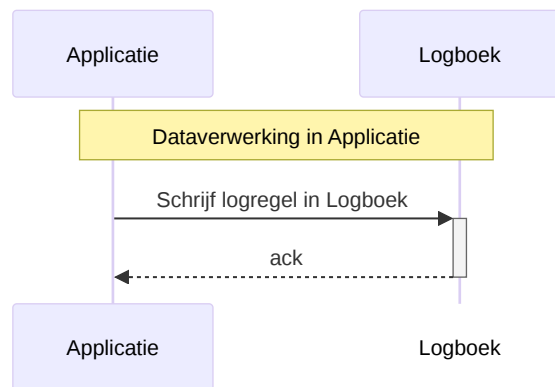 Applicatie
Logboek
Dataverwerking in Applicatie
Schrijf logregel in Logboek
ack
Applicatie
Logboek